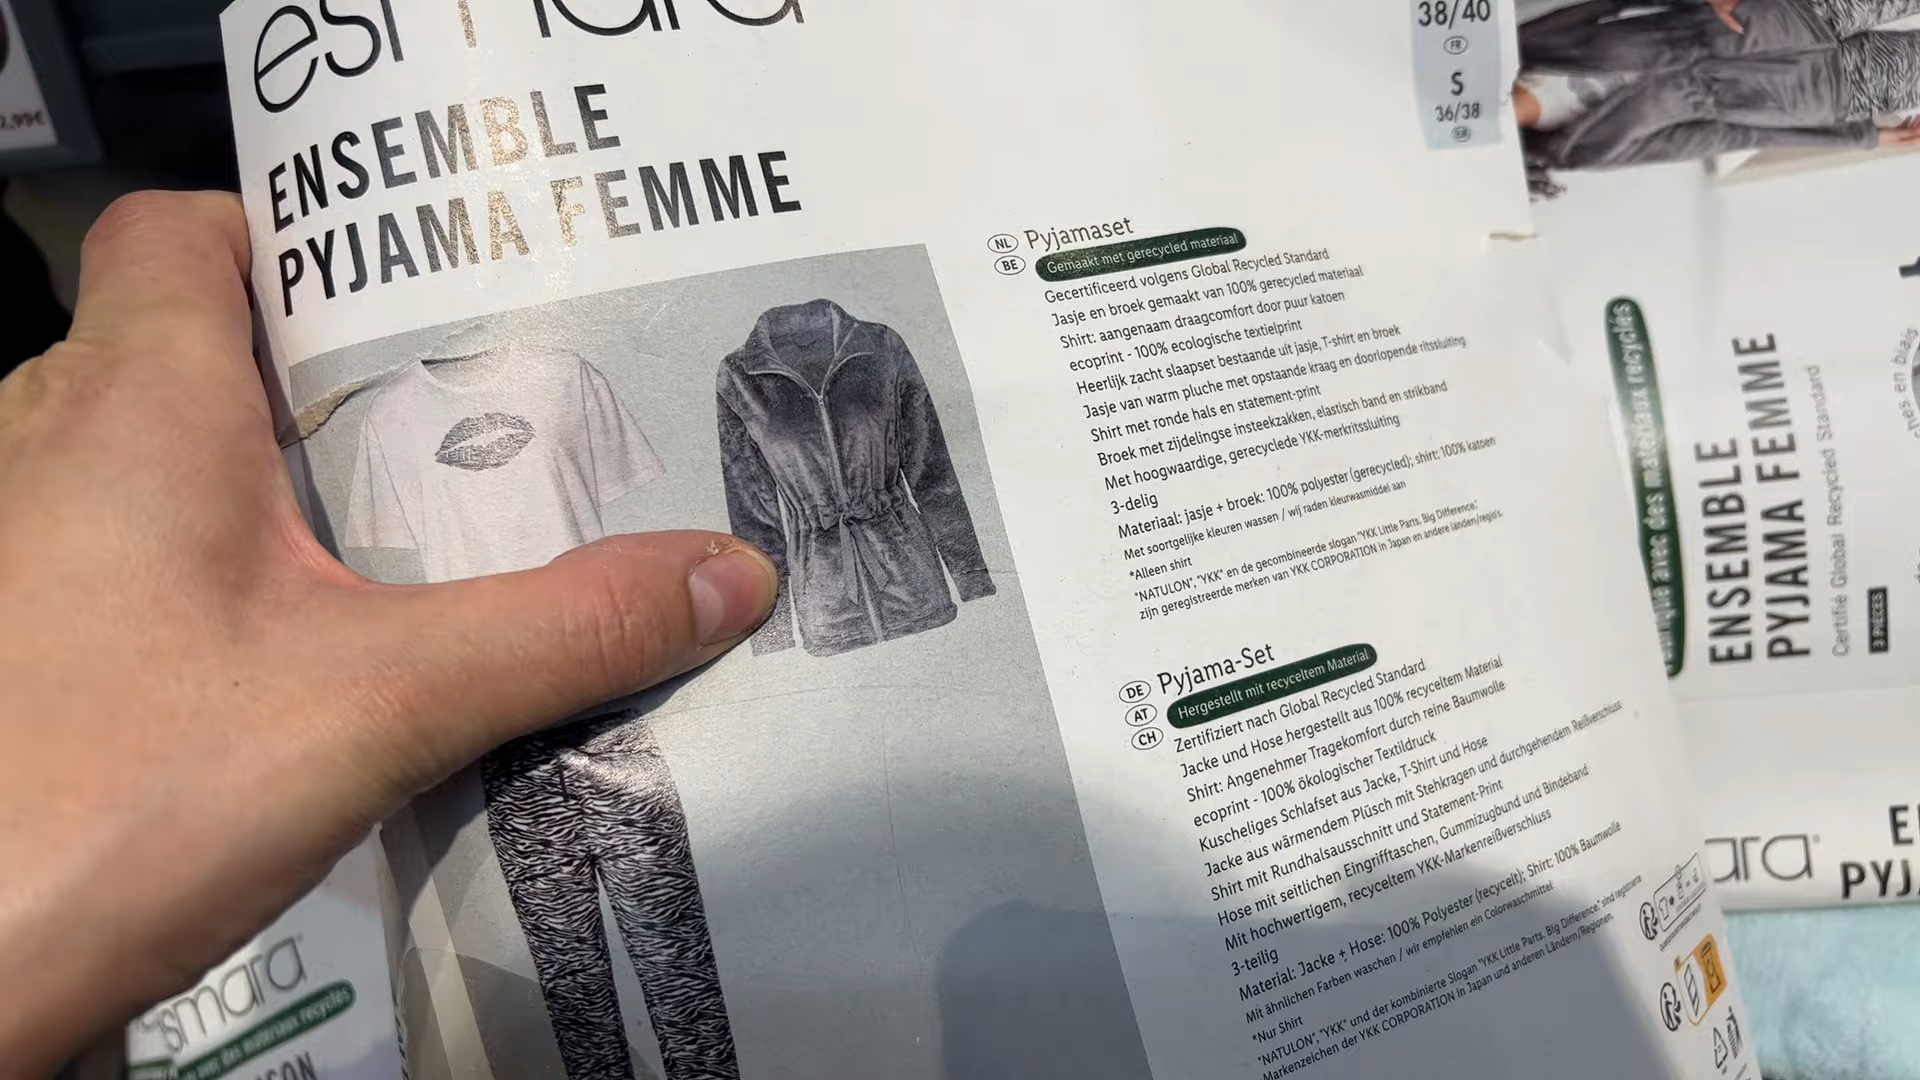 ENSEMBLE
PYJAMA FEMME
38/40
FR
S
36/38
GB
NL
BE
Pyjamaset
Gemaakt met gerecycled materiaal
Gecertificeerd volgens Global Recycled Standard
Jasje en broek gemaakt van 100% gerecycled materiaal
Shirt: aangenaam draagcomfort door puur katoen
ecoprint - 100% ecologische textielprint
Heerlijk zacht slaapset bestaande uit jasje, T-shirt en broek
Jasje van warm pluche met opstaande kraag en doorlopende ritssluiting
Shirt met ronde hals en statement-print
Broek met zijdelingse insteekzakken, elastisch band en strikband
Met hoogwaardige, gerecyclede YKK-merkritssluiting
3-delig
Materiaal: jasje + broek: 100% polyester (gerecycled); shirt: 100% katoen
Met soortgelijke kleuren wassen / wij raden kleurwasmiddel aan
*Alleen shirt
"NATULON", "YKK" en de gecombineerde slogan "YKK Little Parts. Big Difference."
zijn geregistreerde merken van YKK CORPORATION in Japan en andere landen/regio's.
DE
AT
CH
Pyjama-Set
Hergestellt mit recyceltem Material
Zertifiziert nach Global Recycled Standard
Jacke und Hose hergestellt aus 100% recyceltem Material
Shirt: Angenehmer Tragekomfort durch reine Baumwolle
ecoprint - 100% ökologischer Textildruck
Kuscheliges Schlafset aus Jacke, T-Shirt und Hose
Jacke aus wärmendem Plüsch mit Stehkragen und durchgehendem Reißverschluss
Shirt mit Rundhalsausschnitt und Statement-Print
Hose mit seitlichen Eingrifftaschen, Gummizugbund und Bindeband
Mit hochwertigem, recyceltem YKK-Markenreißverschluss
3-teilig
Material: Jacke + Hose: 100% Polyester (recycelt); Shirt: 100% Baumwolle
Mit ähnlichen Farben waschen / wir empfehlen ein Colorwaschmittel
*Nur Shirt
"NATULON", "YKK" und der kombinierte Slogan "YKK Little Parts. Big Difference." sind registrierte
Markenzeichen der YKK CORPORATION in Japan und anderen Ländern/Regionen.
avec des matériaux recyclés
ENSEMBLE
PYJAMA FEMME
Certifié Global Recycled Standard
3 PIÈCES
2,99€